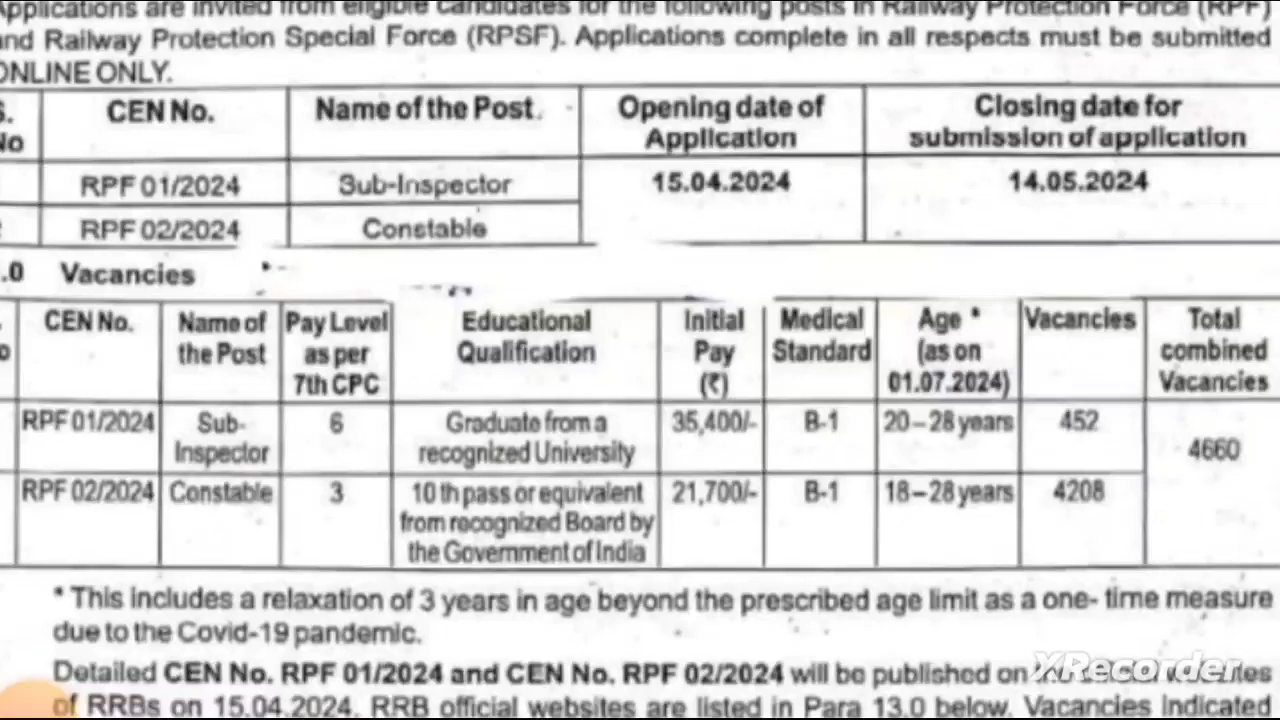 Applications are invited from eligible candidates for the following posts in Railway Protection Force (RPF)
and Railway Protection Special Force (RPSF). Applications complete in all respects must be submitted
ONLINE ONLY.
S. No CEN No. Name of the Post Opening date of Application Closing date for submission of application
RPF 01/2024 Sub-Inspector 15.04.2024 14.05.2024
RPF 02/2024 Constable
.0 Vacancies
CEN No. Name of the Post Pay Level as per 7th CPC Educational Qualification Initial Pay (₹) Medical Standard Age * (as on 01.07.2024) Vacancies Total combined Vacancies
RPF 01/2024 Sub-Inspector 6 Graduate from a recognized University 35,400/- B-1 20–28 years 452 4660
RPF 02/2024 Constable 3 10 th pass or equivalent from recognized Board by the Government of India 21,700/- B-1 18–28 years 4208
* This includes a relaxation of 3 years in age beyond the prescribed age limit as a one- time measure
due to the Covid-19 pandemic.
Detailed CEN No. RPF 01/2024 and CEN No. RPF 02/2024 will be published on
of RRBs on 15.04.2024. RRB official websites are listed in Para 13.0 below. Vacancies Indicated
XRecorder